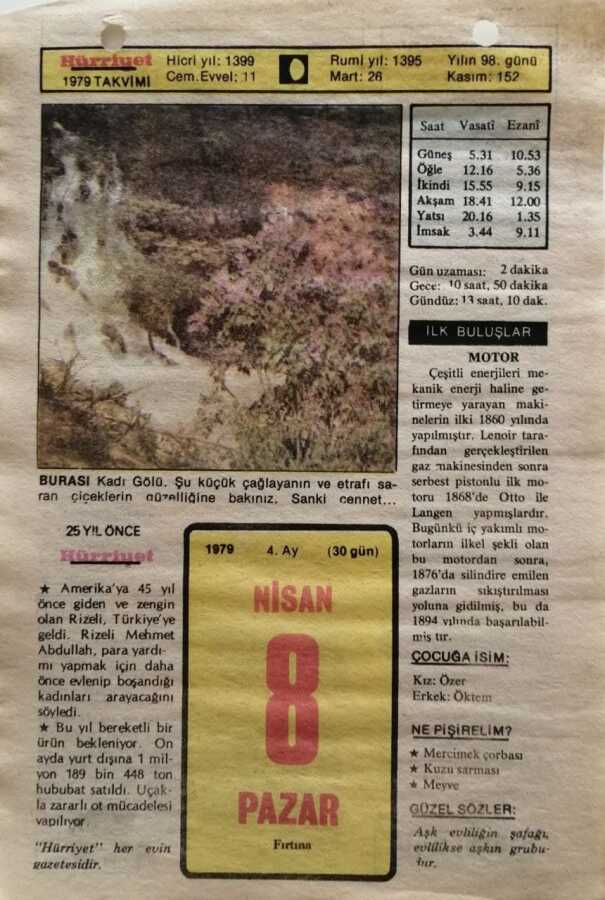 Hürriyet
1979 TAKVİMİ
Hicri yıl: 1399
Cem.Evvel: 11
Rumi yıl: 1395
Mart: 26
Yılın 98. günü
Kasım: 152
Saat Vasatî Ezanî
Güneş 5.31 10.53
Öğle 12.16 5.36
İkindi 15.55 9.15
Akşam 18.41 12.00
Yatsı 20.16 1.35
İmsak 3.44 9.11
Gün uzaması: 2 dakika
Gece: 10 saat, 50 dakika
Gündüz: 13 saat, 10 dak.
İLK BULUŞLAR
MOTOR
Çeşitli enerjileri me-
kanik enerji haline ge-
tirmeye yarayan maki-
nelerin ilki 1860 yılında
yapılmıştır. Lenoir tara-
fından gerçekleştirilen
gaz makinesinden sonra
serbest pistonlu ilk mo-
toru 1868'de Otto ile
Langen yapmışlardır.
Bugünkü iç yakımlı mo-
torların ilkel şekli olan
bu motordan sonra,
1876'da silindire emilen
gazların sıkıştırılması
yoluna gidilmiş, bu da
1894 yılında başarılabil-
miş tir.
ÇOCUĞA İSİM:
Kız: Özer
Erkek: Öktem
NE PİŞİRELİM?
★ Mercimek çorbası
★ Kuzu sarması
★ Meyve
GÜZEL SÖZLER:
Aşk evliliğin şafağı,
evlilikse aşkın grubu-
dur.
BURASI Kadı Gölü. Şu küçük çağlayanın ve etrafı sa-
ran çiçeklerin güzelliğine bakınız. Sanki cennet...
25 YIL ÖNCE
Hürriyet
★ Amerika'ya 45 yıl
önce giden ve zengin
olan Rizeli, Türkiye'ye
geldi. Rizeli Mehmet
Abdullah, para yardı-
mı yapmak için daha
önce evlenip boşandığı
kadınları arayacağını
söyledi.
★ Bu yıl bereketli bir
ürün bekleniyor. On
ayda yurt dışına 1 mil-
yon 189 bin 448 ton
hububat satıldı. Uçak-
la zararlı ot mücadelesi
yapılıyor.
"Hürriyet" her evin
gazetesidir.
1979 4. Ay (30 gün)
NİSAN
8
PAZAR
Fırtına